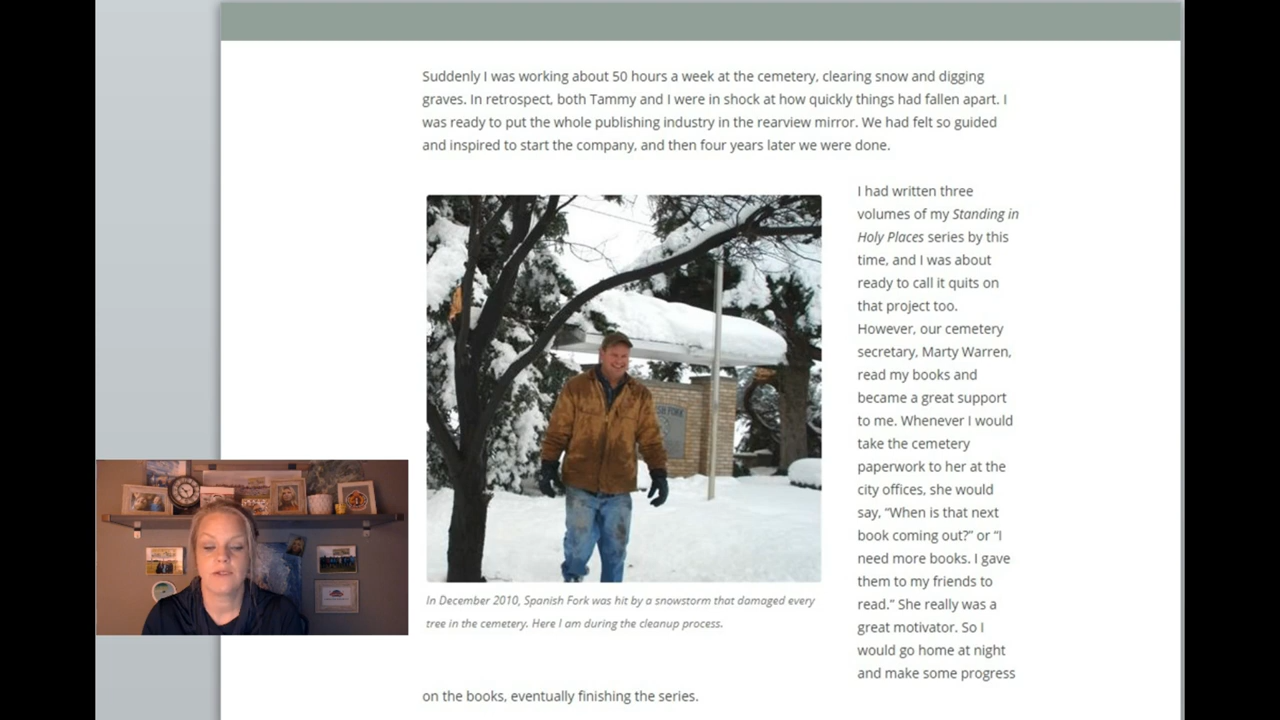 Suddenly I was working about 50 hours a week at the cemetery, clearing snow and digging
graves. In retrospect, both Tammy and I were in shock at how quickly things had fallen apart. I
was ready to put the whole publishing industry in the rearview mirror. We had felt so guided
and inspired to start the company, and then four years later we were done.
I had written three
volumes of my Standing in
Holy Places series by this
time, and I was about
ready to call it quits on
that project too.
However, our cemetery
secretary, Marty Warren,
read my books and
became a great support
to me. Whenever I would
take the cemetery
paperwork to her at the
city offices, she would
say, “When is that next
book coming out?” or “I
need more books. I gave
them to my friends to
read.” She really was a
great motivator. So I
would go home at night
and make some progress
on the books, eventually finishing the series.
In December 2010, Spanish Fork was hit by a snowstorm that damaged every
tree in the cemetery. Here I am during the cleanup process.